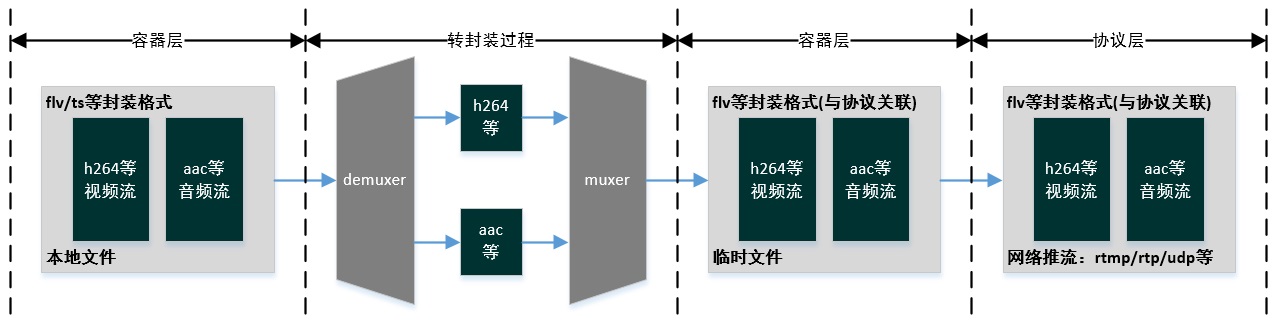 容器层
转封装过程
容器层
协议层
flv/ts等封装格式
h264等
视频流
aac等
音频流
本地文件
demuxer
h264
等
aac
等
muxer
flv等封装格式(与协议关联)
h264等
视频流
aac等
音频流
临时文件
flv等封装格式(与协议关联)
h264等
视频流
aac等
音频流
网络推流：rtmp/rtp/udp等